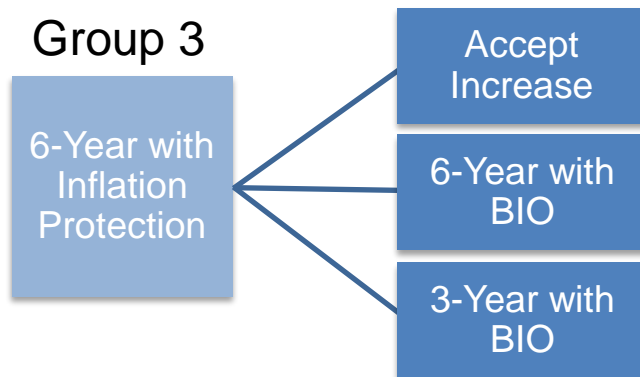 Group 3
6-Year with
Inflation
Protection
Accept
Increase
6-Year with
BIO
3-Year with
BIO